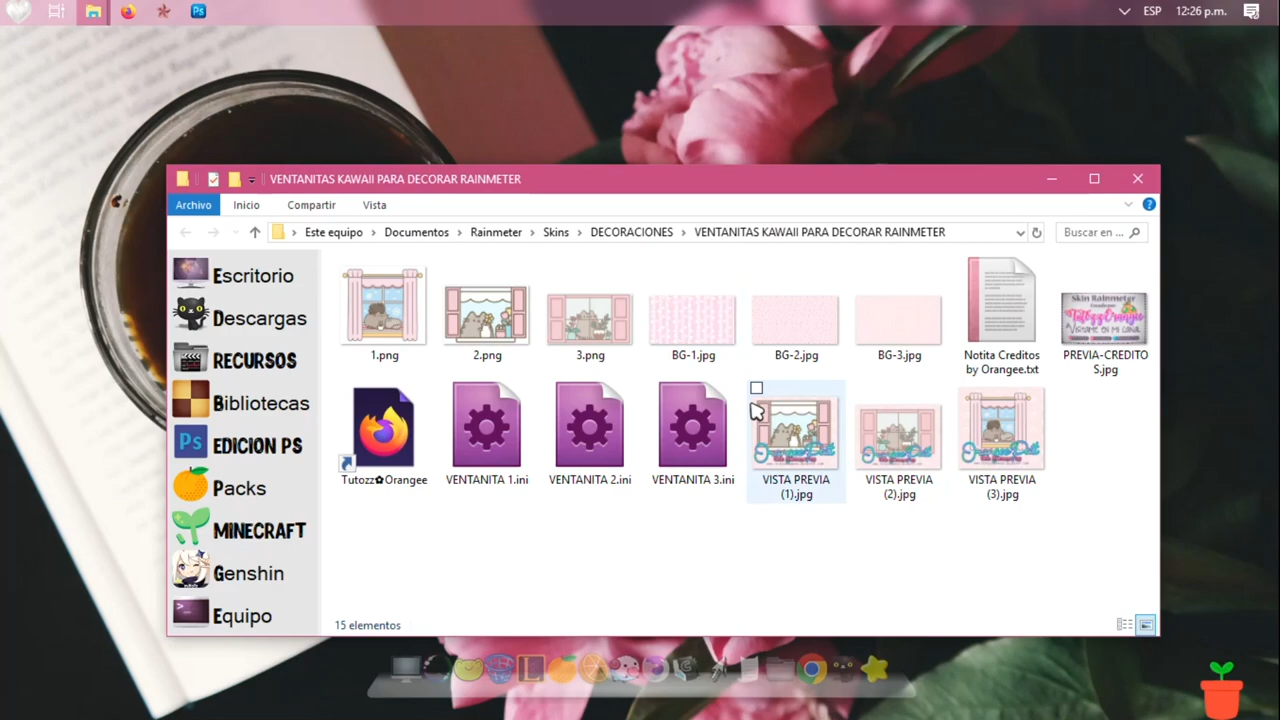 Ps
ESP
12:26 p.m.
VENTANITAS KAWAII PARA DECORAR RAINMETER
Archivo
Inicio
Compartir
Vista
Este equipo
Documentos
Rainmeter
Skins
DECORACIONES
VENTANITAS KAWAII PARA DECORAR RAINMETER
Buscar en ...
Escritorio
Descargas
RECURSOS
Bibliotecas
Ps
EDICION PS
Packs
MINECRAFT
Genshin
Equipo
1.png
2.png
3.png
BG-1.jpg
BG-2.jpg
BG-3.jpg
Notita Creditos
by Orangee.txt
Skin Rainmeter
PREVIA-CREDITO
S.jpg
Tutozz✿Orangee
VENTANITA 1.ini
VENTANITA 2.ini
VENTANITA 3.ini
VISTA PREVIA
(1).jpg
VISTA PREVIA
(2).jpg
VISTA PREVIA
(3).jpg
15 elementos